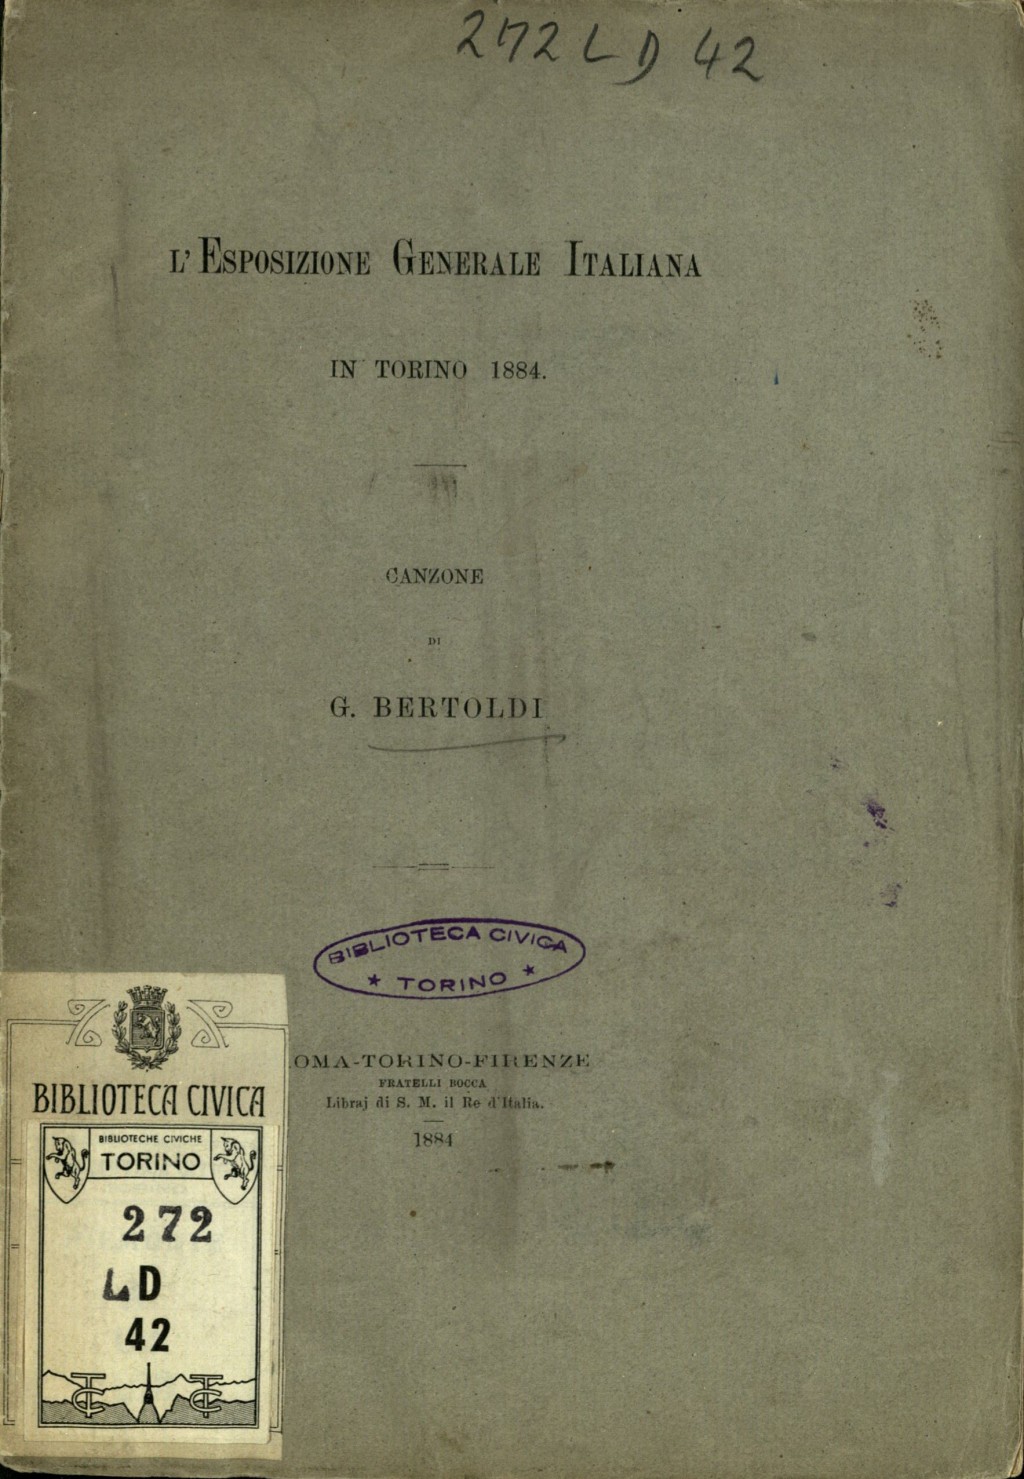 272 L D 42
L' ESPOSIZIONE GENERALE ITALIANA
IN TORINO 1884.
CANZONE
DI
G. BERTOLDI
BIBLIOTECA CIVICA
* TORINO *
OMA-TORINO-FIRENZE
FRATELLI BOCCA
Libraj di S. M. il Re d'Italia.
1884
BIBLIOTECA CIVICA
BIBLIOTECHE CIVICHE
TORINO
272
LD
42